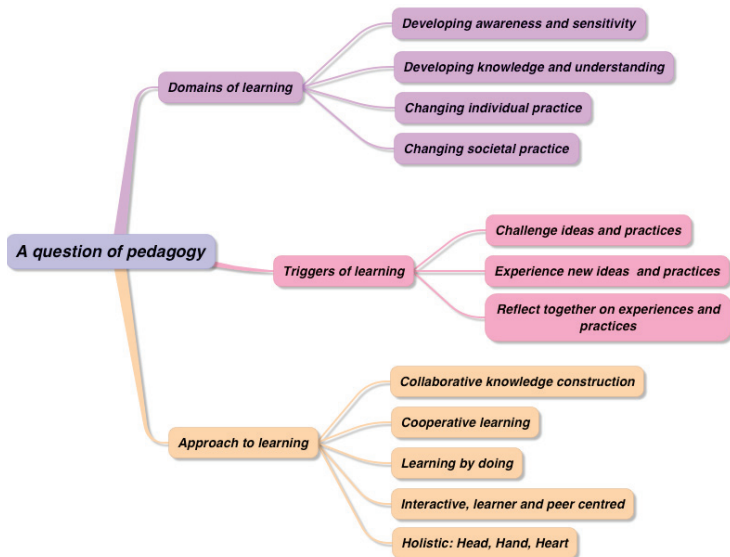 A question of pedagogy
Domains of learning
Developing awareness and sensitivity
Developing knowledge and understanding
Changing individual practice
Changing societal practice
Triggers of learning
Challenge ideas and practices
Experience new ideas and practices
Reflect together on experiences and
practices
Approach to learning
Collaborative knowledge construction
Cooperative learning
Learning by doing
Interactive, learner and peer centred
Holistic: Head, Hand, Heart